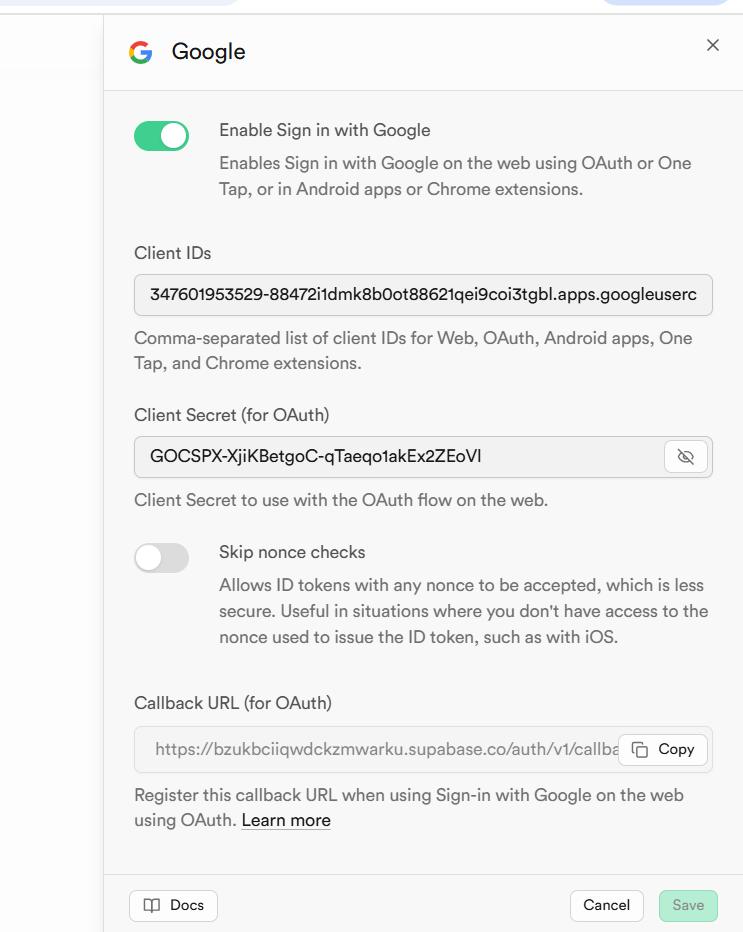 Google
Enable Sign in with Google
Enables Sign in with Google on the web using OAuth or One
Tap, or in Android apps or Chrome extensions.
Client IDs
347601953529-88472i1dmk8b0ot88621qei9coi3tgbl.apps.googleuserc
Comma-separated list of client IDs for Web, OAuth, Android apps, One
Tap, and Chrome extensions.
Client Secret (for OAuth)
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
Client Secret to use with the OAuth flow on the web.
Skip nonce checks
Allows ID tokens with any nonce to be accepted, which is less
secure. Useful in situations where you don't have access to the
nonce used to issue the ID token, such as with iOS.
Callback URL (for OAuth)
https://bzukbciiqwdckzmwarku.supabase.co/auth/v1/callba Copy
Register this callback URL when using Sign-in with Google on the web
using OAuth. Learn more
Docs Cancel Save